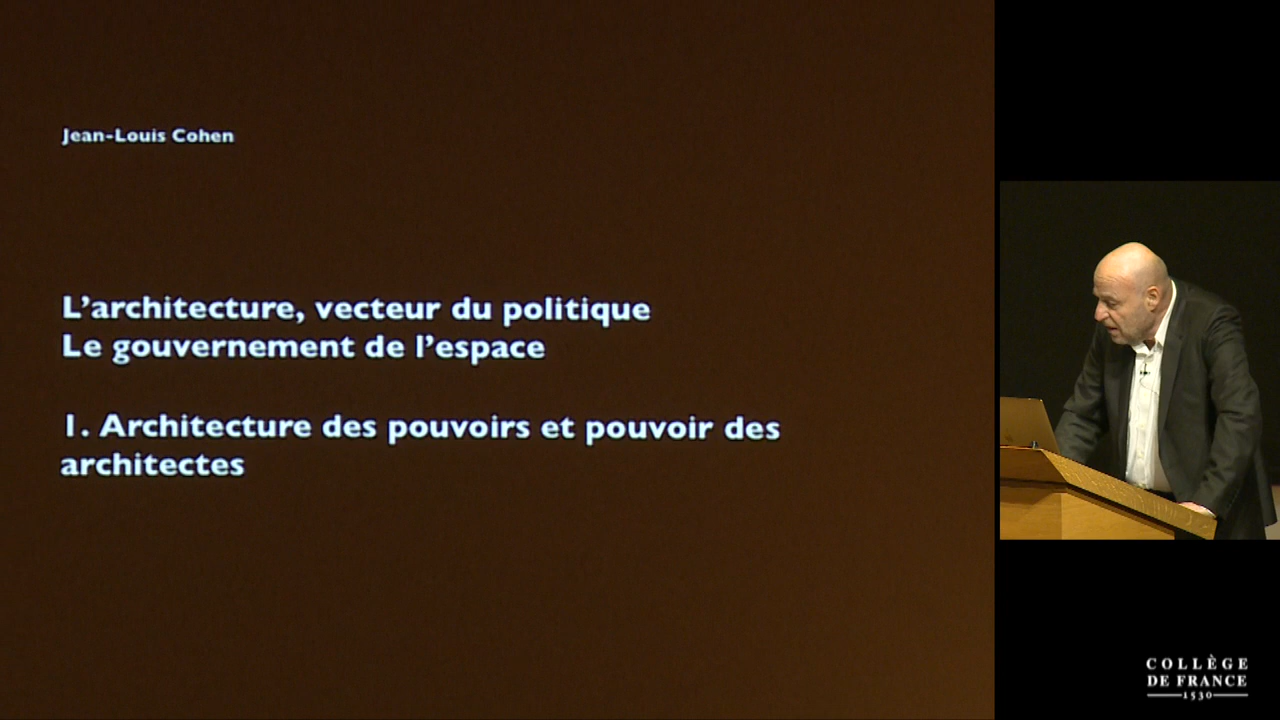 Jean-Louis Cohen
L’architecture, vecteur du politique
Le gouvernement de l’espace
1. Architecture des pouvoirs et pouvoir des
architectes
COLLÈGE
DE FRANCE
1530